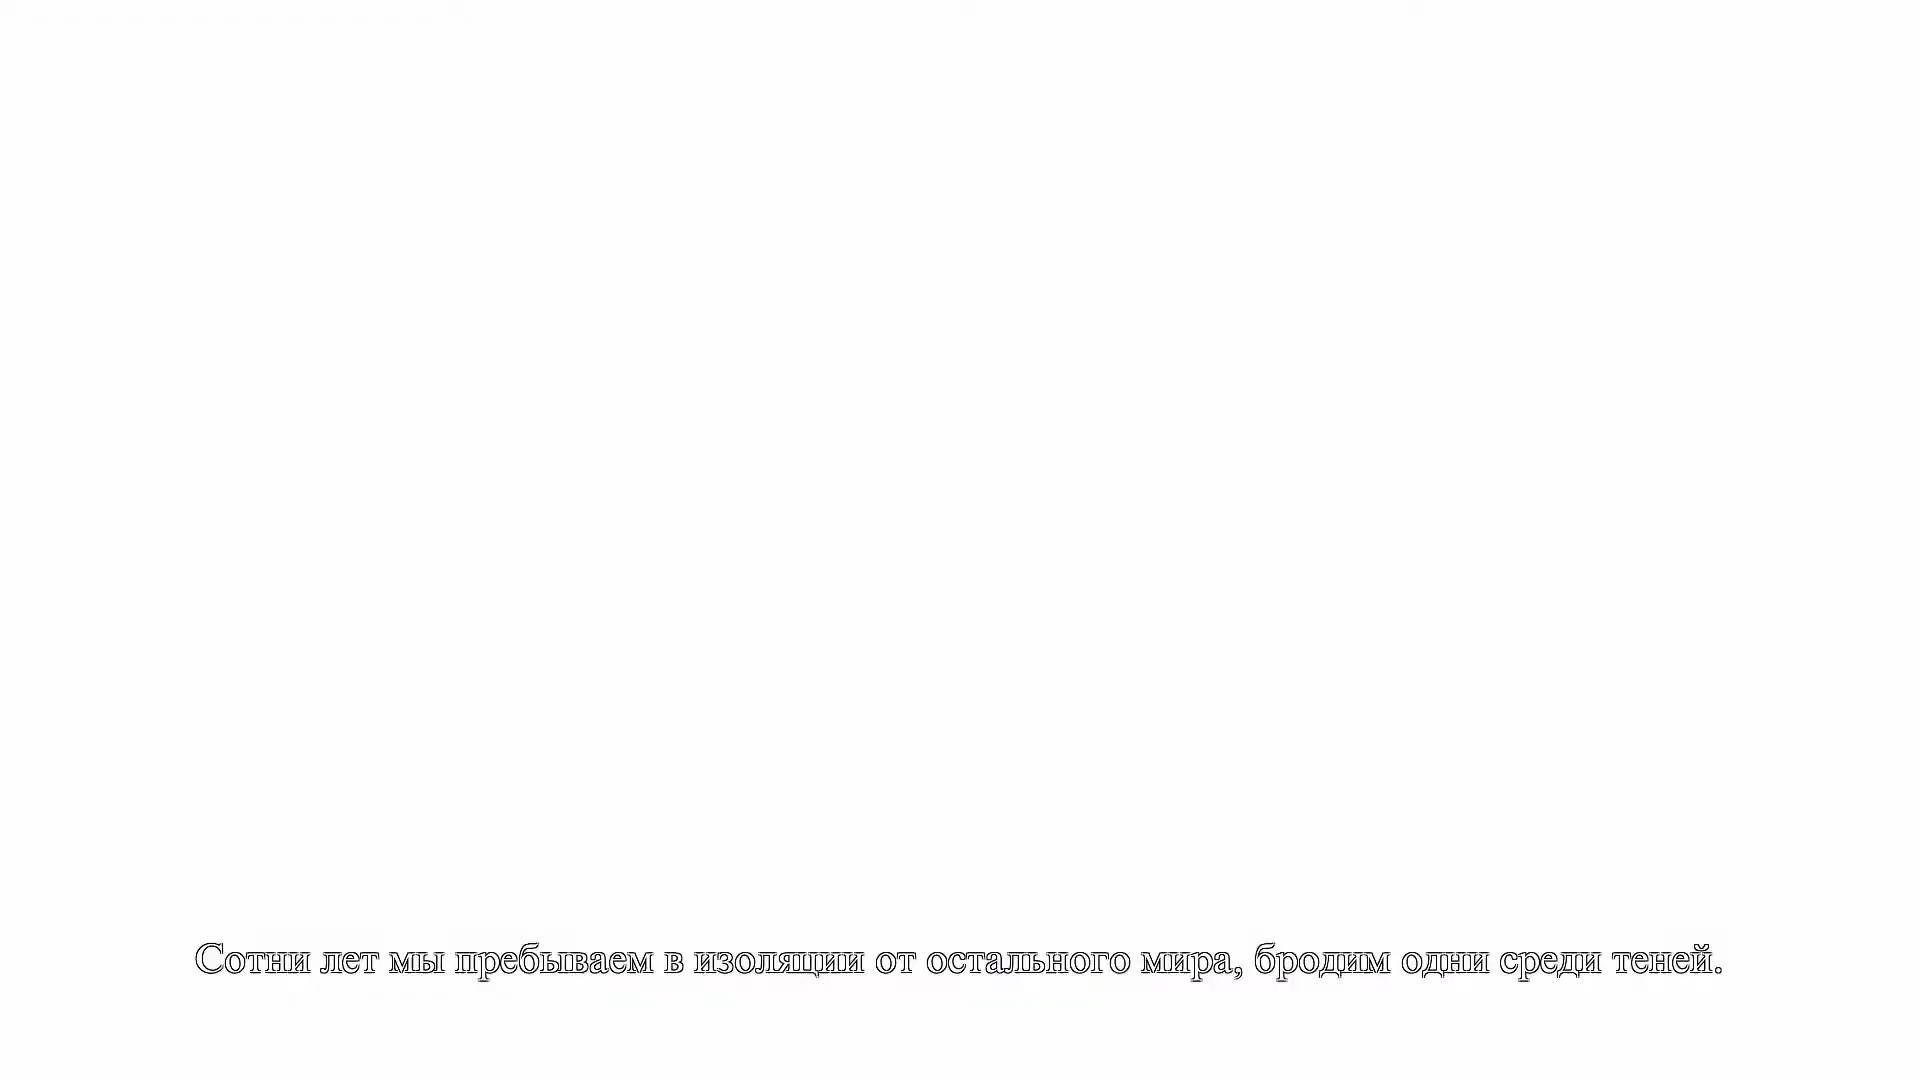 Сотни лет мы пребываем в изоляции от остального мира, бродим одни среди теней.